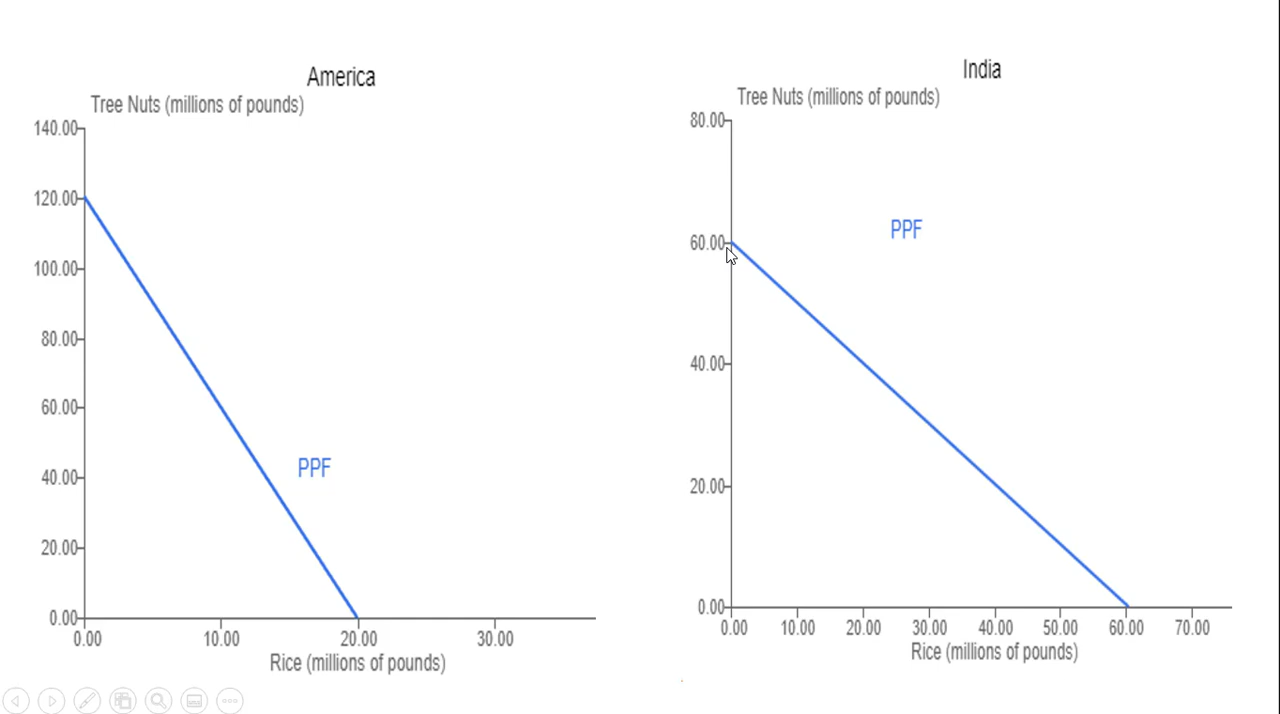 America
Tree Nuts (millions of pounds)
140.00
120.00
100.00
80.00
60.00
40.00
20.00
0.00
PPF
0.00 10.00 20.00 30.00
Rice (millions of pounds)
India
Tree Nuts (millions of pounds)
80.00
60.00
40.00
20.00
0.00
PPF
0.00 10.00 20.00 30.00 40.00 50.00 60.00 70.00
Rice (millions of pounds)